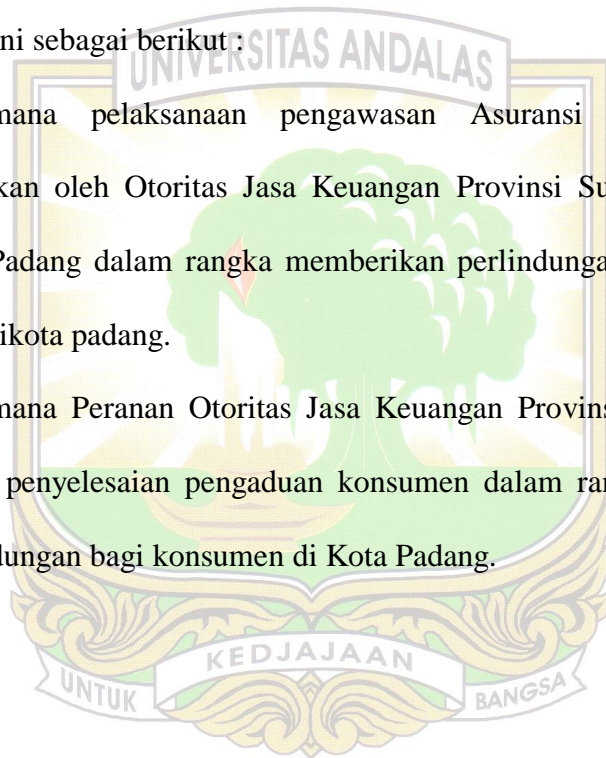 ni sebagai berikut :
UNIVERSITAS ANDALAS
mana pelaksanaan pengawasan Asuransi
kan oleh Otoritas Jasa Keuangan Provinsi Su
Padang dalam rangka memberikan perlindunga
ikota padang.
mana Peranan Otoritas Jasa Keuangan Provins
penyelesaian pengaduan konsumen dalam ran
dungan bagi konsumen di Kota Padang.
KEDJAJAAN
UNTUK BANGSA